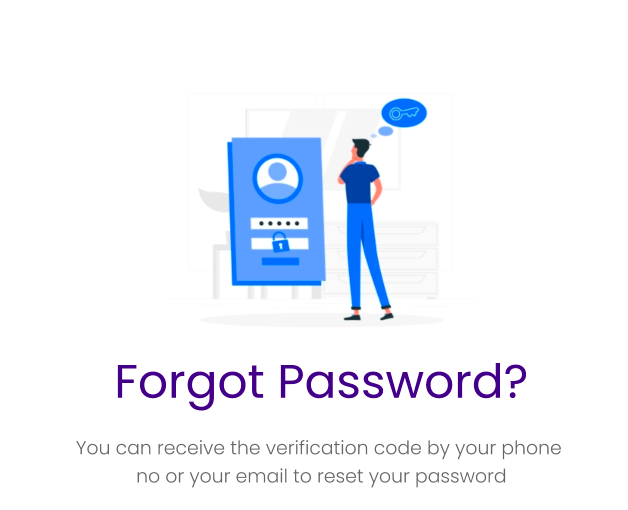 Forgot Password?
You can receive the verification code by your phone
no or your email to reset your password